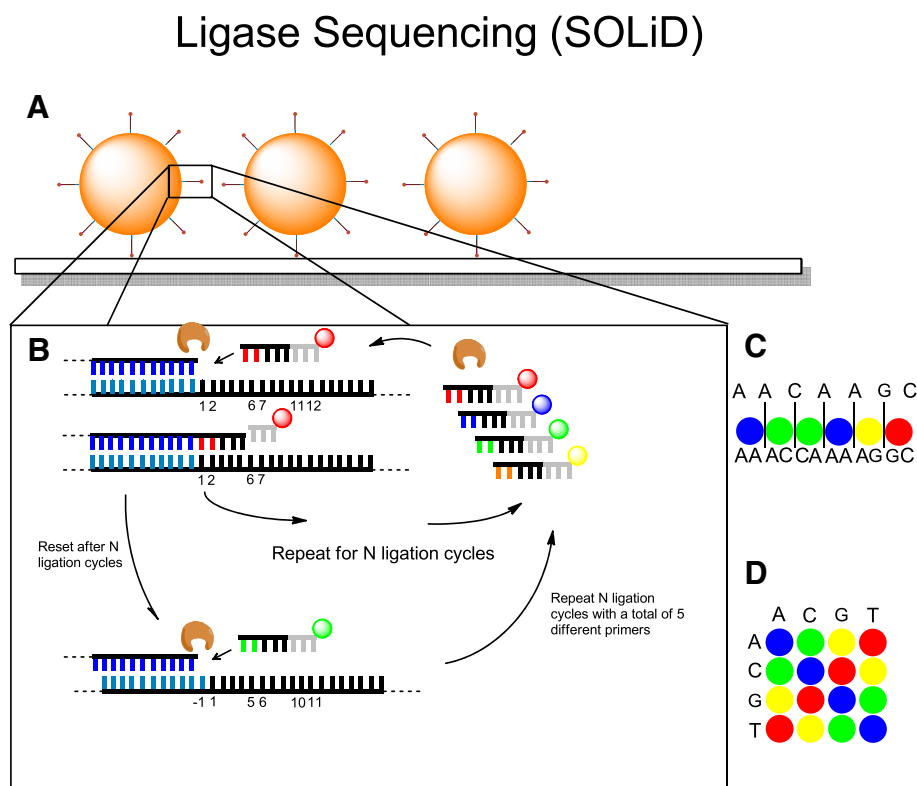 Ligase Sequencing (SOLiD)
A
B
1 2 6 7 11 12
1 2 6 7
Reset after N
ligation cycles
Repeat for N ligation cycles
Repeat N ligation
cycles with a total of 5
different primers
-1 1 5 6 10 11
C
A A C A A G C
AA AC CA AA AG GC
D
A C G T
A
C
G
T